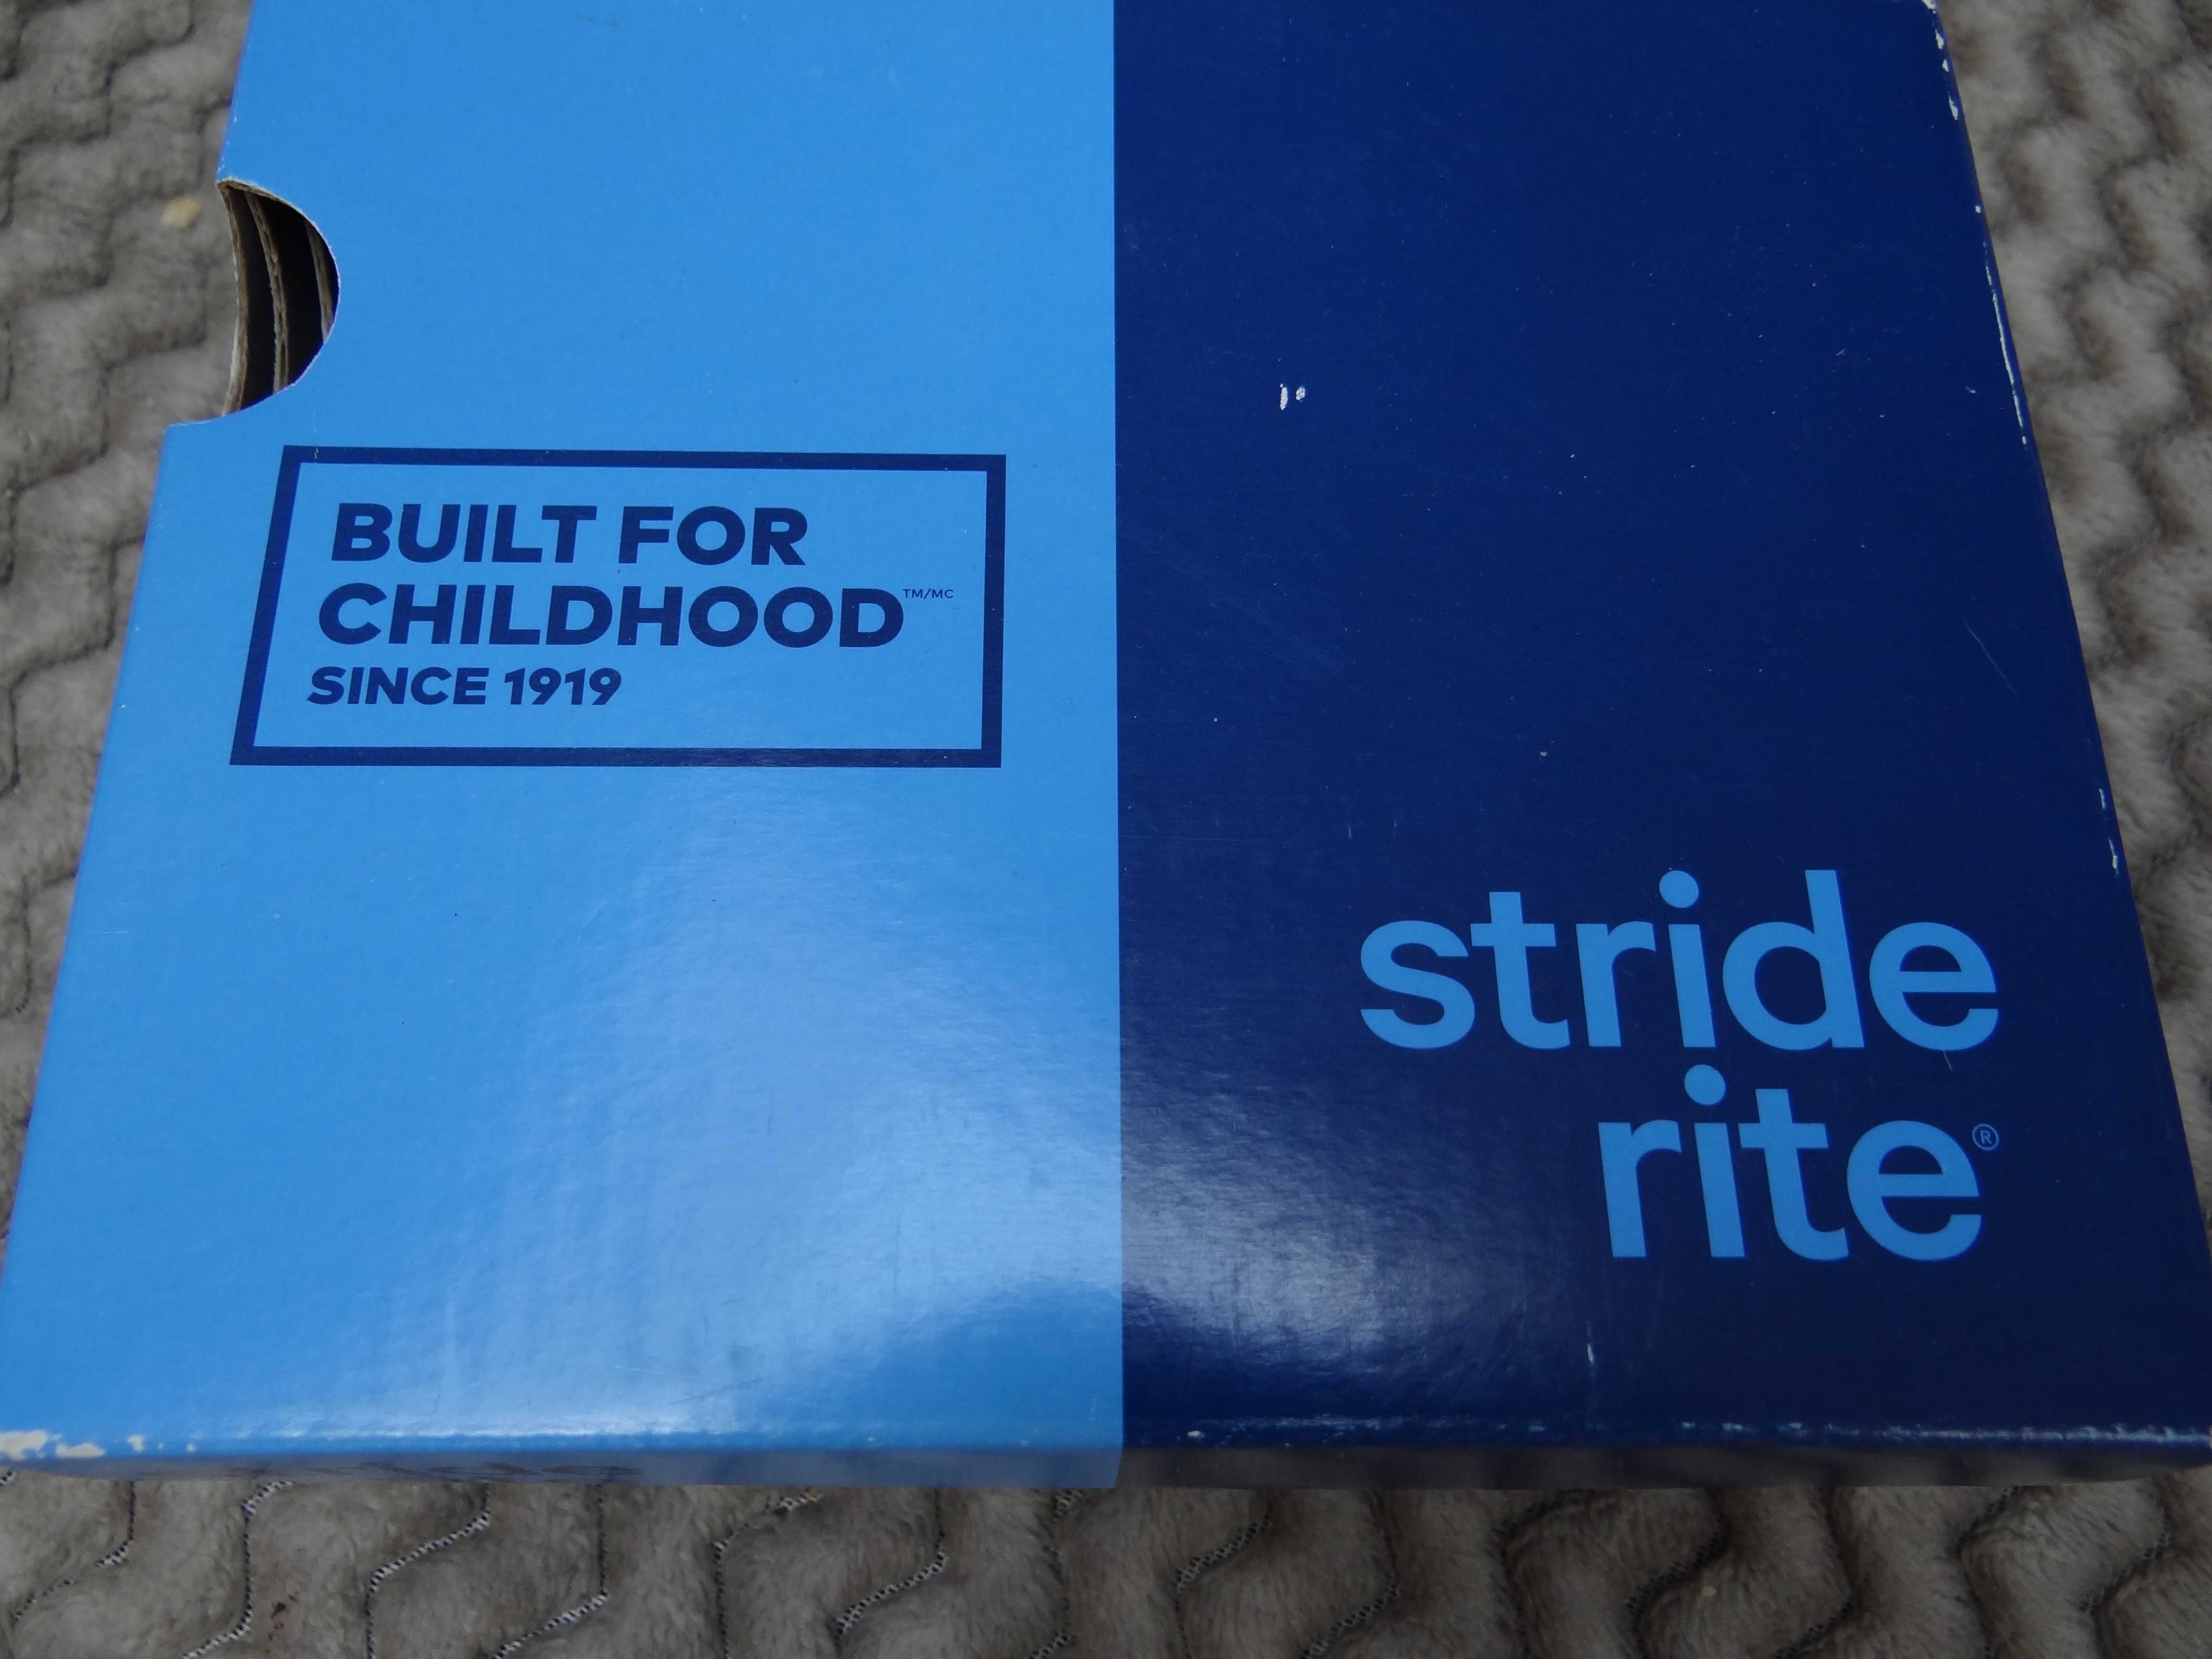 BUILT FOR
CHILDHOOD™/MC
SINCE 1919
stride
rite®